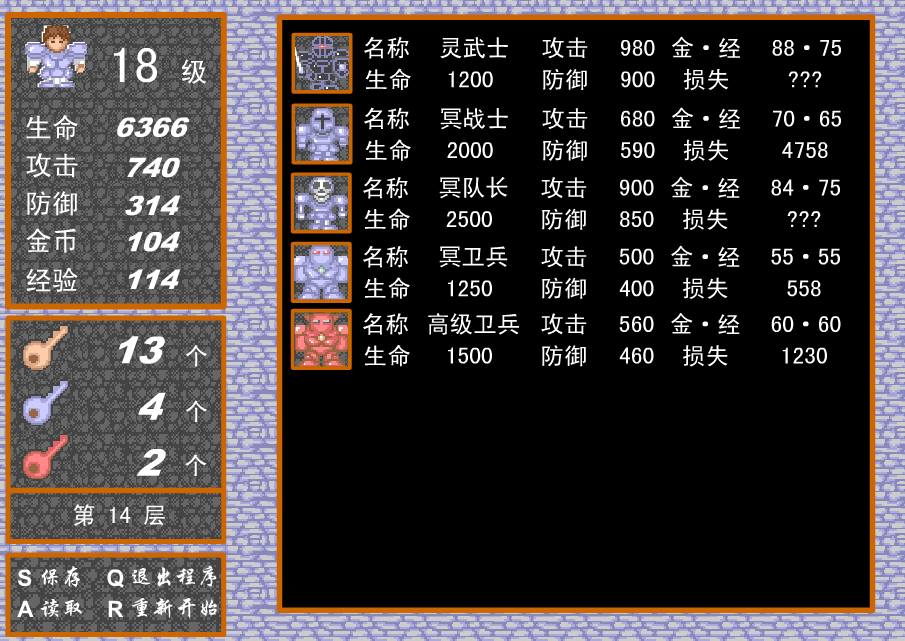 18 级
生命 6366
攻击 740
防御 314
金币 104
经验 114
13 个
4 个
2 个
第 14 层
S 保存 Q 退出程序
A 读取 R 重新开始
名称 灵武士 攻击 980 金·经 88·75
生命 1200 防御 900 损失 ???
名称 冥战士 攻击 680 金·经 70·65
生命 2000 防御 590 损失 4758
名称 冥队长 攻击 900 金·经 84·75
生命 2500 防御 850 损失 ???
名称 冥卫兵 攻击 500 金·经 55·55
生命 1250 防御 400 损失 558
名称 高级卫兵 攻击 560 金·经 60·60
生命 1500 防御 460 损失 1230